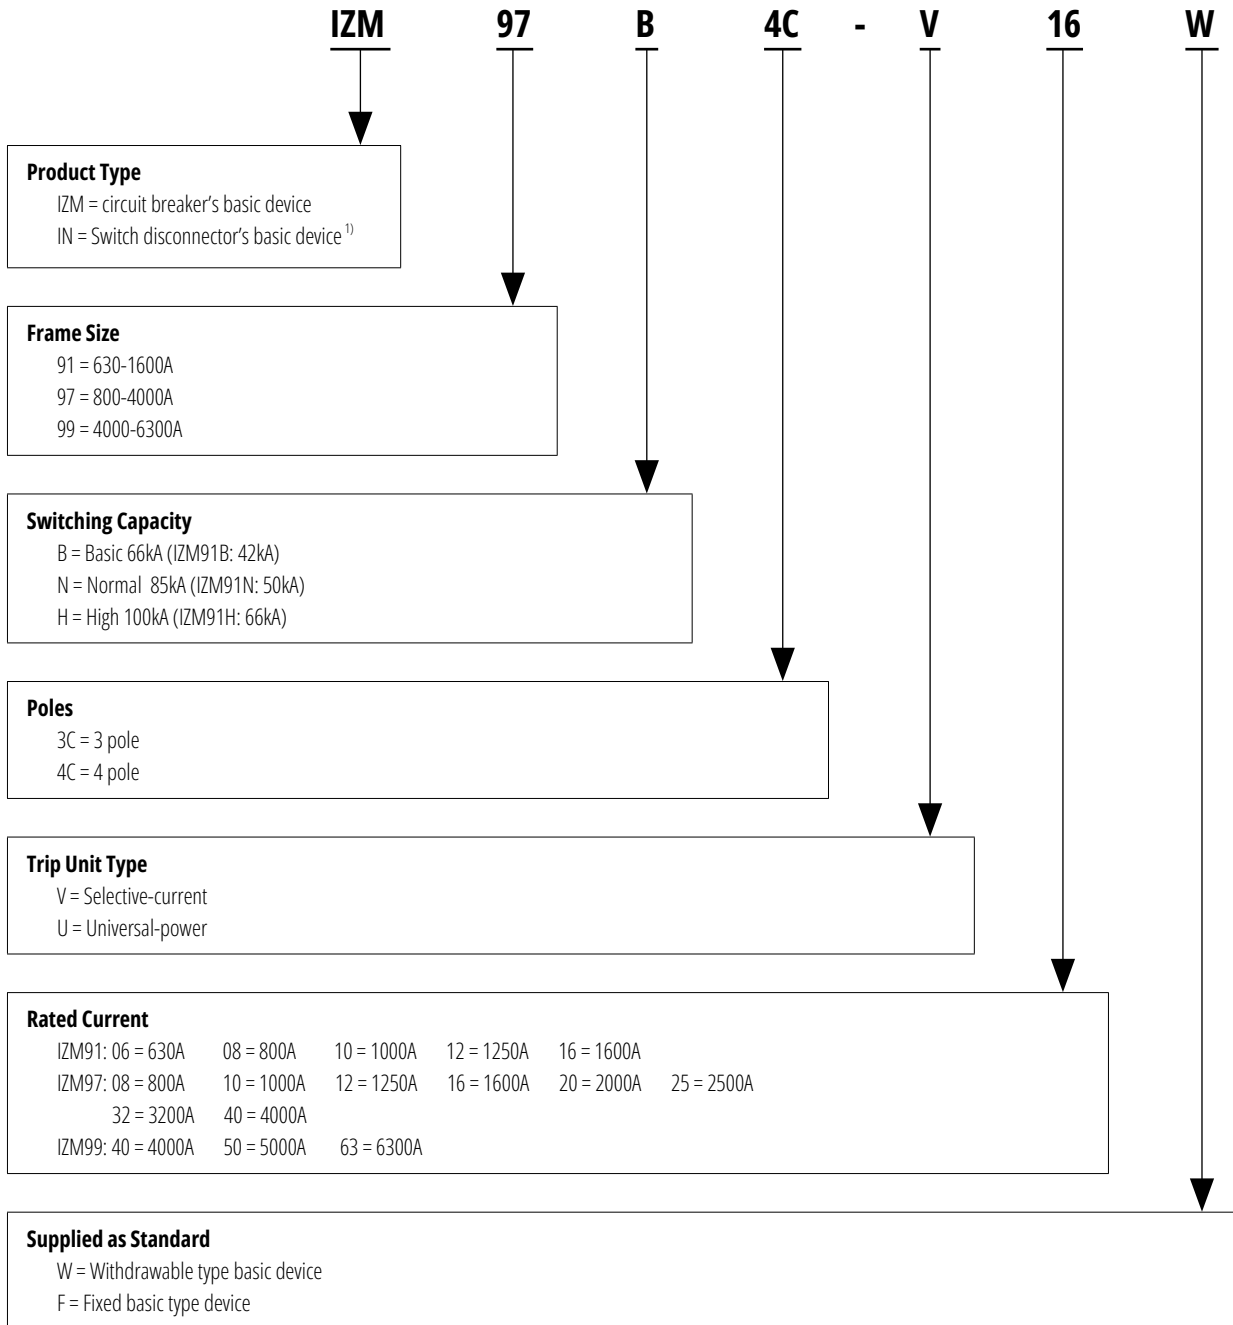 IZM 97 B 4C - V 16 W
Product Type
IZM = circuit breaker's basic device
IN = Switch disconnector's basic device 1)
Frame Size
91 = 630-1600A
97 = 800-4000A
99 = 4000-6300A
Switching Capacity
B = Basic 66kA (IZM91B: 42kA)
N = Normal 85kA (IZM91N: 50kA)
H = High 100kA (IZM91H: 66kA)
Poles
3C = 3 pole
4C = 4 pole
Trip Unit Type
V = Selective-current
U = Universal-power
Rated Current
IZM91: 06 = 630A 08 = 800A 10 = 1000A 12 = 1250A 16 = 1600A
IZM97: 08 = 800A 10 = 1000A 12 = 1250A 16 = 1600A 20 = 2000A 25 = 2500A
32 = 3200A 40 = 4000A
IZM99: 40 = 4000A 50 = 5000A 63 = 6300A
Supplied as Standard
W = Withdrawable type basic device
F = Fixed basic type device